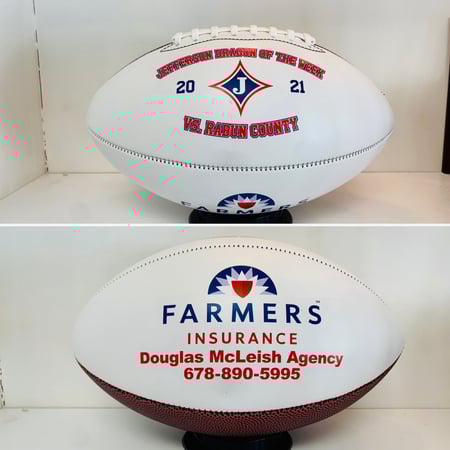 JEFFERSON DRAGON OF THE WEEK
20 J 21
VS. RABUN COUNTY
FARMERS
FARMERS
INSURANCE
Douglas McLeish Agency
678-890-5995